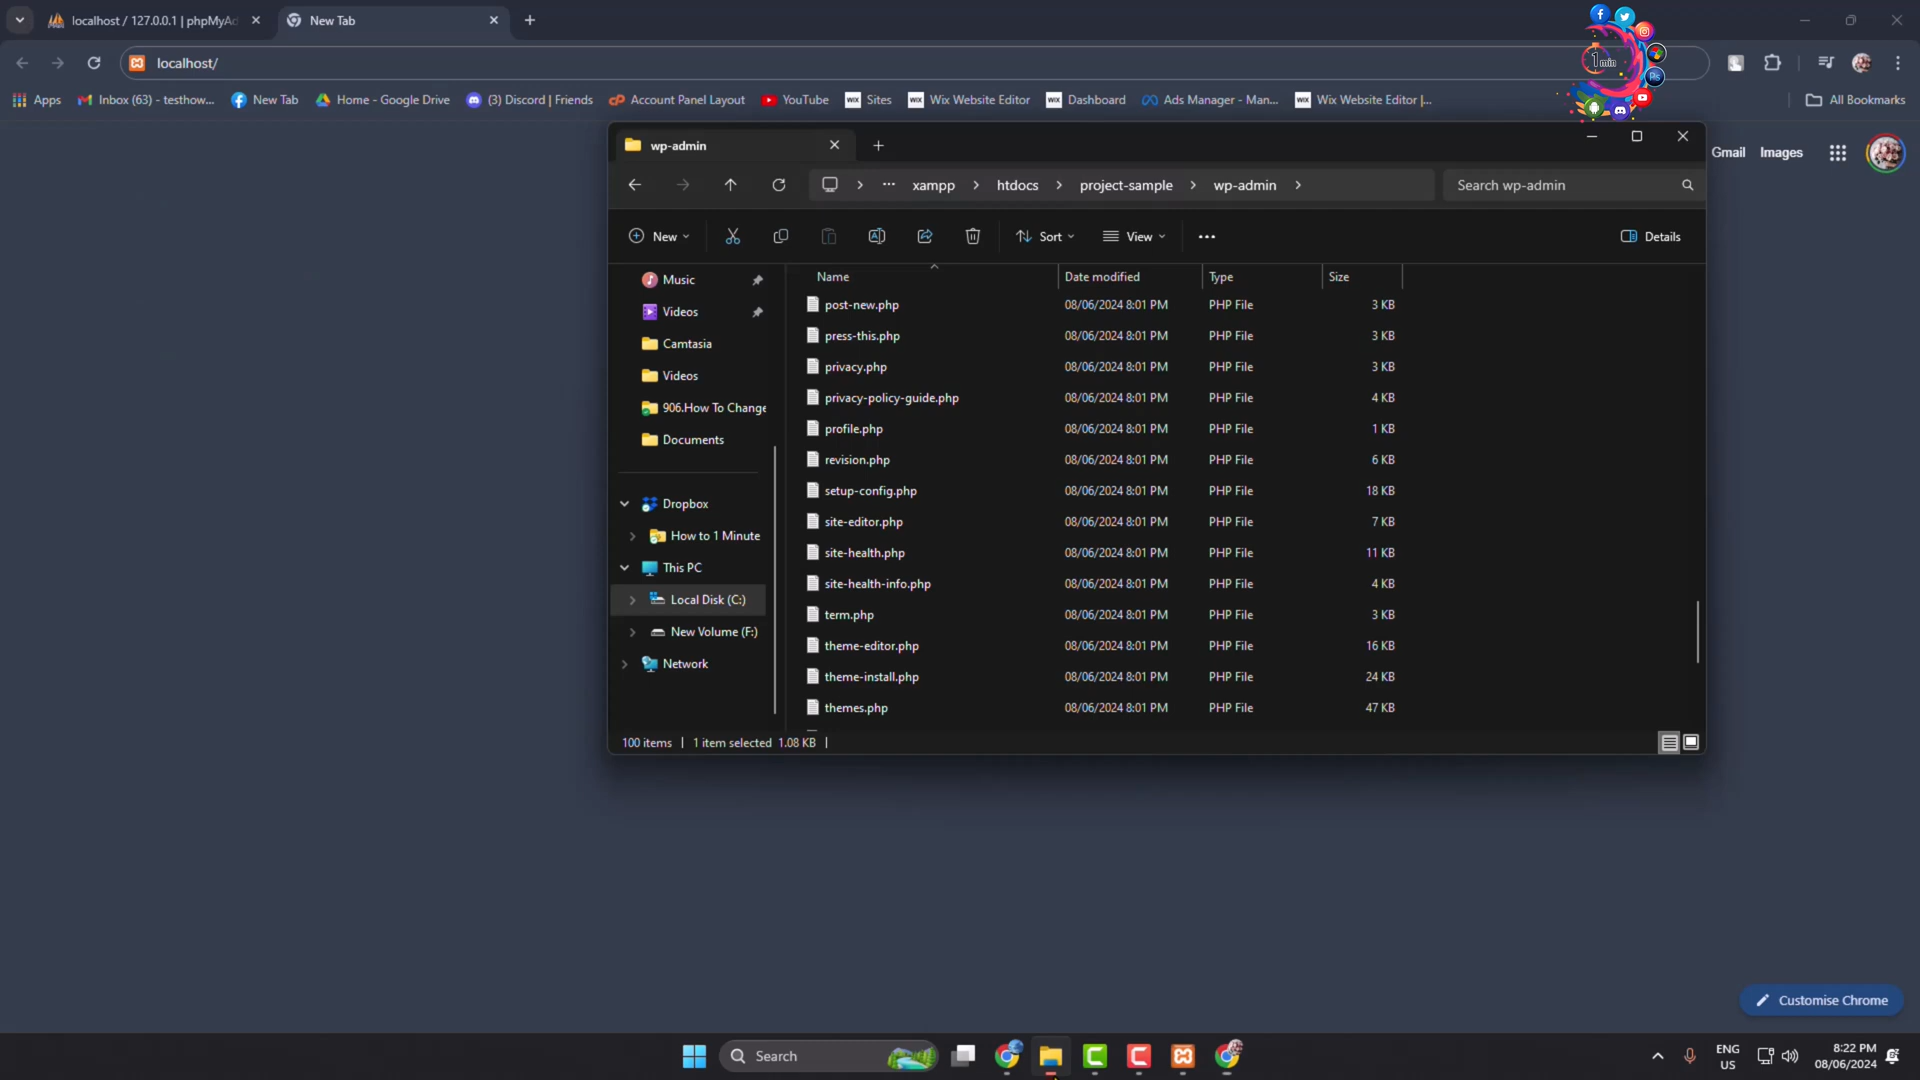 localhost / 127.0.0.1 | phpMyAd
New Tab
localhost/
1 min
Ps
Apps
Inbox (63) - testhow...
New Tab
Home - Google Drive
(3) Discord | Friends
Account Panel Layout
YouTube
WIX Sites
WIX Wix Website Editor
WIX Dashboard
Ads Manager - Man...
WIX Wix Website Editor |...
All Bookmarks
Gmail
Images
wp-admin
xampp
htdocs
project-sample
wp-admin
Search wp-admin
New
Sort
View
Details
Name
Date modified
Type
Size
Music
Videos
Camtasia
Videos
906.How To Change
Documents
Dropbox
How to 1 Minute
This PC
Local Disk (C:)
New Volume (F:)
Network
post-new.php 08/06/2024 8:01 PM PHP File 3 KB
press-this.php 08/06/2024 8:01 PM PHP File 3 KB
privacy.php 08/06/2024 8:01 PM PHP File 3 KB
privacy-policy-guide.php 08/06/2024 8:01 PM PHP File 4 KB
profile.php 08/06/2024 8:01 PM PHP File 1 KB
revision.php 08/06/2024 8:01 PM PHP File 6 KB
setup-config.php 08/06/2024 8:01 PM PHP File 18 KB
site-editor.php 08/06/2024 8:01 PM PHP File 7 KB
site-health.php 08/06/2024 8:01 PM PHP File 11 KB
site-health-info.php 08/06/2024 8:01 PM PHP File 4 KB
term.php 08/06/2024 8:01 PM PHP File 3 KB
theme-editor.php 08/06/2024 8:01 PM PHP File 16 KB
theme-install.php 08/06/2024 8:01 PM PHP File 24 KB
themes.php 08/06/2024 8:01 PM PHP File 47 KB
100 items | 1 item selected 1.08 KB |
Customise Chrome
Search
ENG
US
8:22 PM
08/06/2024